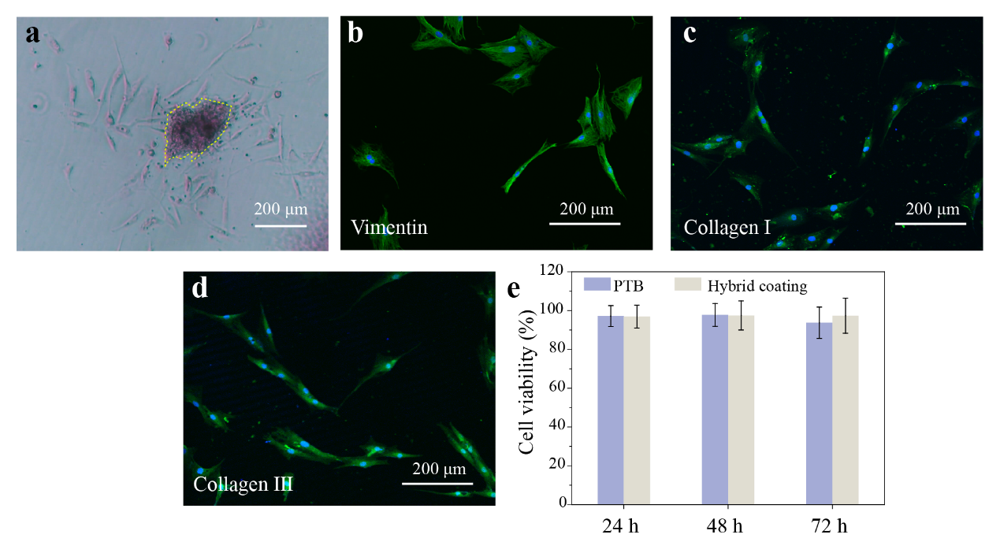 a
200 μm
b
200 μm
Vimentin
c
200 μm
Collagen I
d
200 μm
Collagen III
e
PTB
Hybrid coating
Cell viability (%)
120
100
80
60
40
20
0
24 h
48 h
72 h